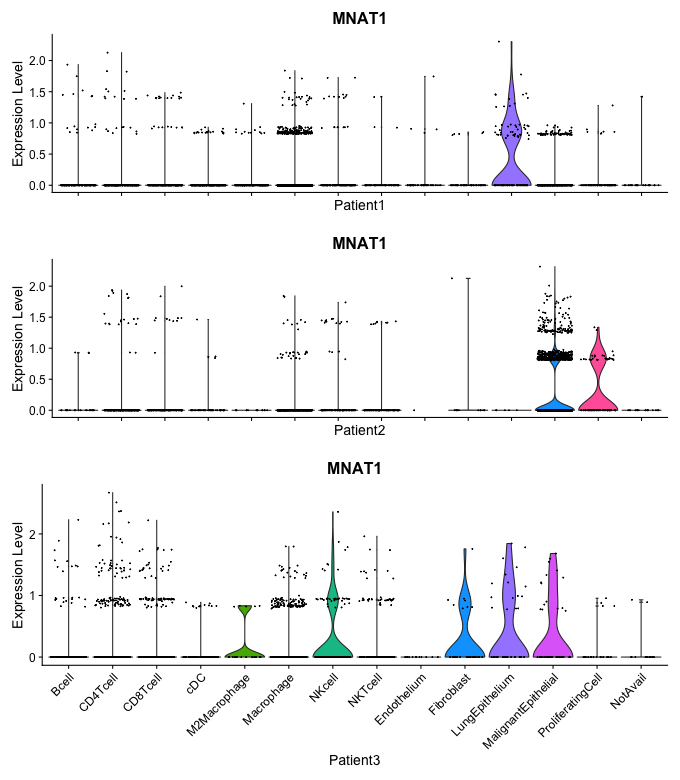 MNAT1
Expression Level
2.0
1.5
1.0
0.5
0.0
Patient1
MNAT1
Expression Level
2.0
1.5
1.0
0.5
0.0
Patient2
MNAT1
Expression Level
2
1
0
Bcell
CD4Tcell
CD8Tcell
cDC
M2Macrophage
Macrophage
NKcell
NKTcell
Endothelium
Fibroblast
LungEpithelium
MalignantEpithelial
ProliferatingCell
NotAvail
Patient3